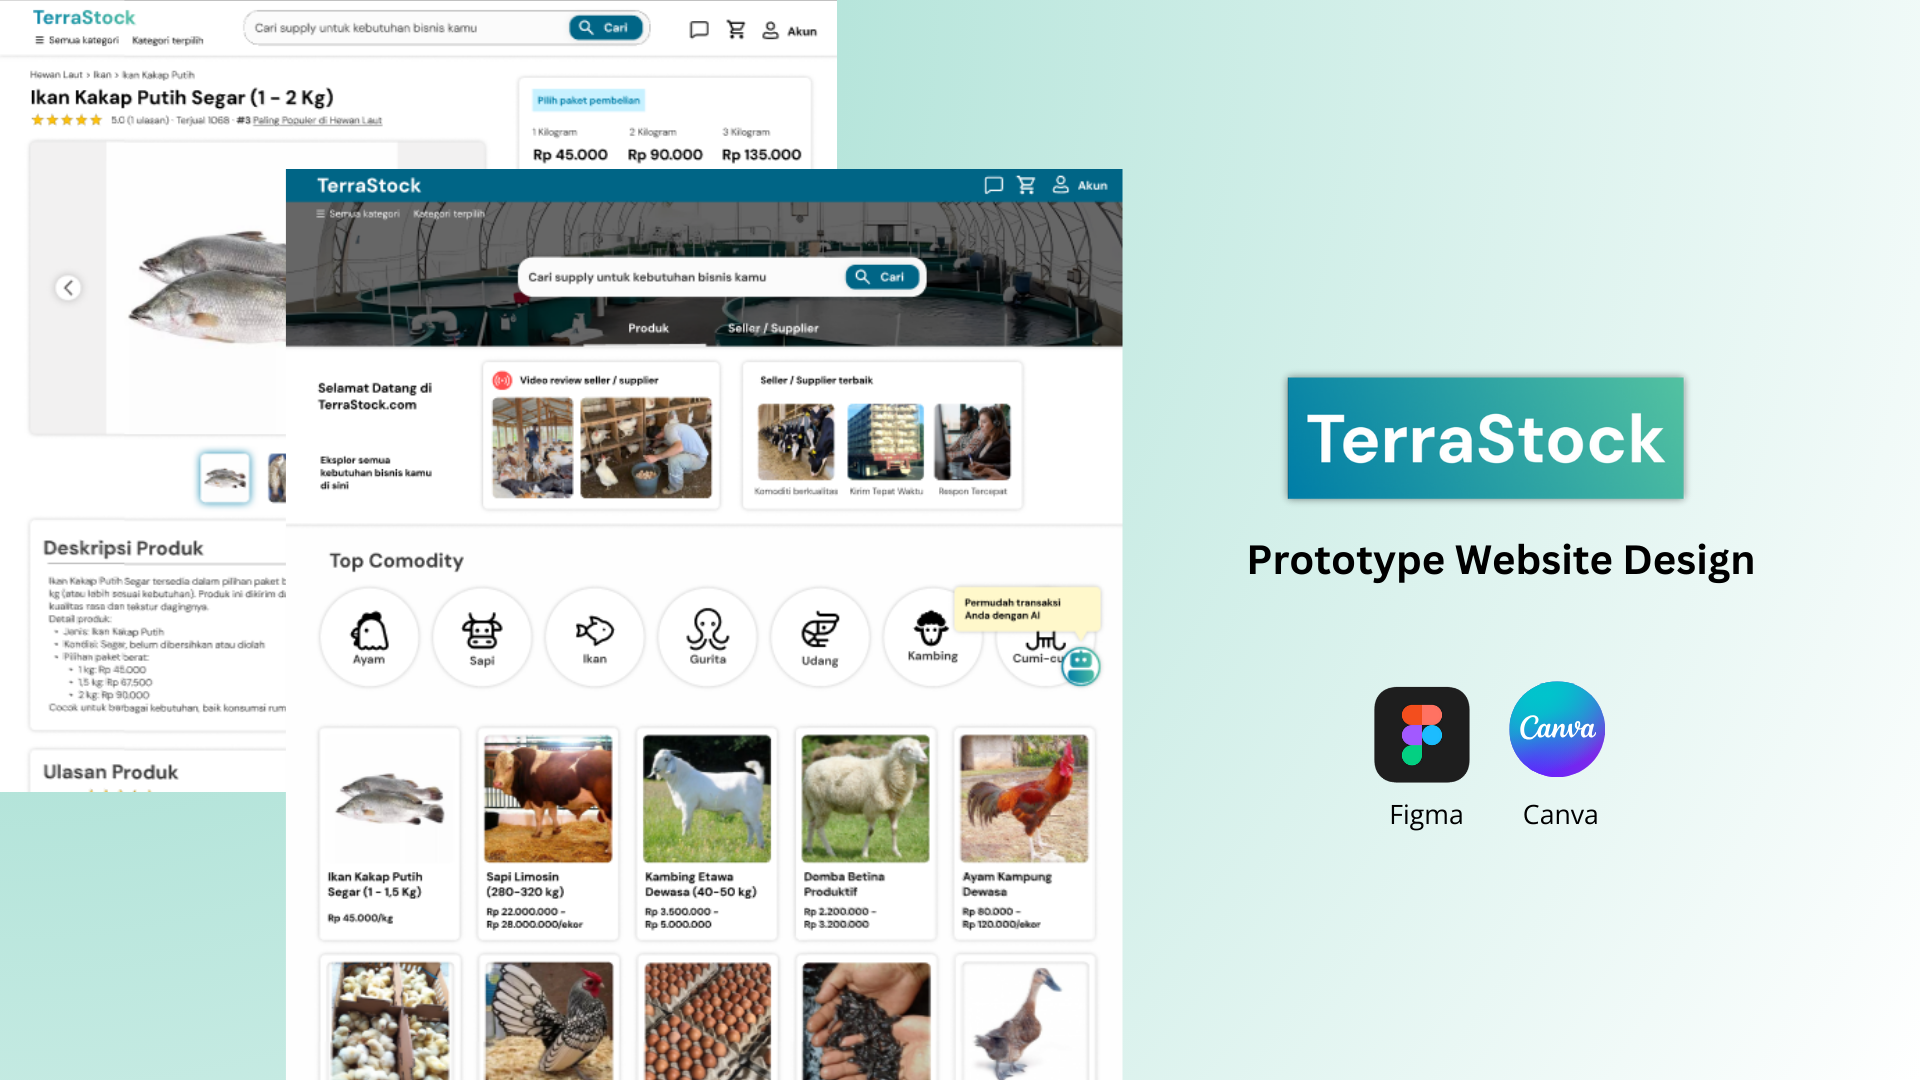 TerraStock
Semua kategori Kategori terpilih
Cari supply untuk kebutuhan bisnis kamu
Cari
Akun
Hewan Laut > Ikan > Ikan Kakap Putih
Ikan Kakap Putih Segar (1 - 2 Kg)
5.0 (1 ulasan) · Terjual 1068 · #3 Paling Populer di Hewan Laut
Pilih paket pembelian
1 Kilogram 2 Kilogram 3 Kilogram
Rp 45.000 Rp 90.000 Rp 135.000
Deskripsi Produk
Ikan Kakap Putih Segar tersedia dalam pilihan paket b
kg (atau lebih sesuai kebutuhan). Produk ini dikirim d
kualitas rasa dan tekstur dagingnya.
Detail produk:
• Jenis: Ikan Kakap Putih
• Kondisi: Segar, belum dibersihkan atau diolah
• Pilihan paket berat:
• 1 kg: Rp 45.000
• 1.5 kg: Rp 67.500
• 2 kg: Rp 90.000
Cocok untuk berbagai kebutuhan, baik konsumsi rum
Ulasan Produk
TerraStock
Akun
Semua kategori Kategori terpilih
Cari supply untuk kebutuhan bisnis kamu
Cari
Produk
Seller / Supplier
Selamat Datang di
TerraStock.com
Eksplor semua
kebutuhan bisnis kamu
di sini
Video review seller / supplier
Seller / Supplier terbaik
Komoditi berkualitas
Kirim Tepat Waktu
Respon Tercepat
Top Comodity
Ayam
Sapi
Ikan
Gurita
Udang
Kambing
Cumi-cu
Permudah transaksi
Anda dengan AI
Ikan Kakap Putih
Segar (1 - 1,5 Kg)
Rp 45.000/kg
Sapi Limosin
(280-320 kg)
Rp 22.000.000 -
Rp 28.000.000/ekor
Kambing Etawa
Dewasa (40-50 kg)
Rp 3.500.000 -
Rp 5.000.000
Domba Betina
Produktif
Rp 2.200.000 -
Rp 3.200.000
Ayam Kampung
Dewasa
Rp 80.000 -
Rp 120.000/ekor
TerraStock
Prototype Website Design
Canva
Figma
Canva